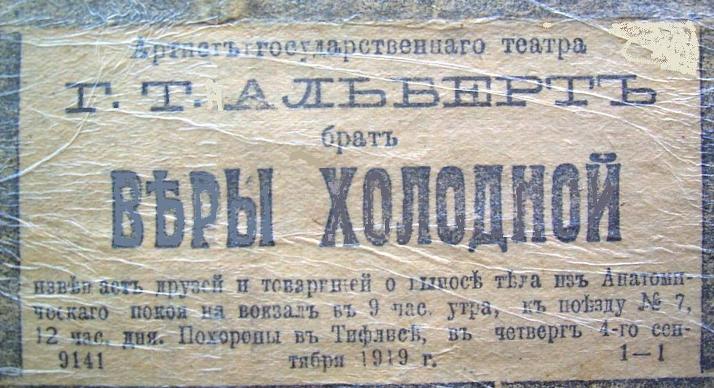 Артистъ государственнаго театра
Г. Т. АЛЬБЕРТЪ
братъ
ВѢРЫ ХОЛОДНОЙ
извѣщаетъ друзей и товарищей о выносѣ тѣла изъ Анатоми-
ческаго покоя на вокзалъ въ 9 час. утра, къ поѣзду № 7,
12 час. дня. Похороны въ Тифлисѣ, въ четвергъ 4-го сен-
9141 тября 1919 г. 1—1